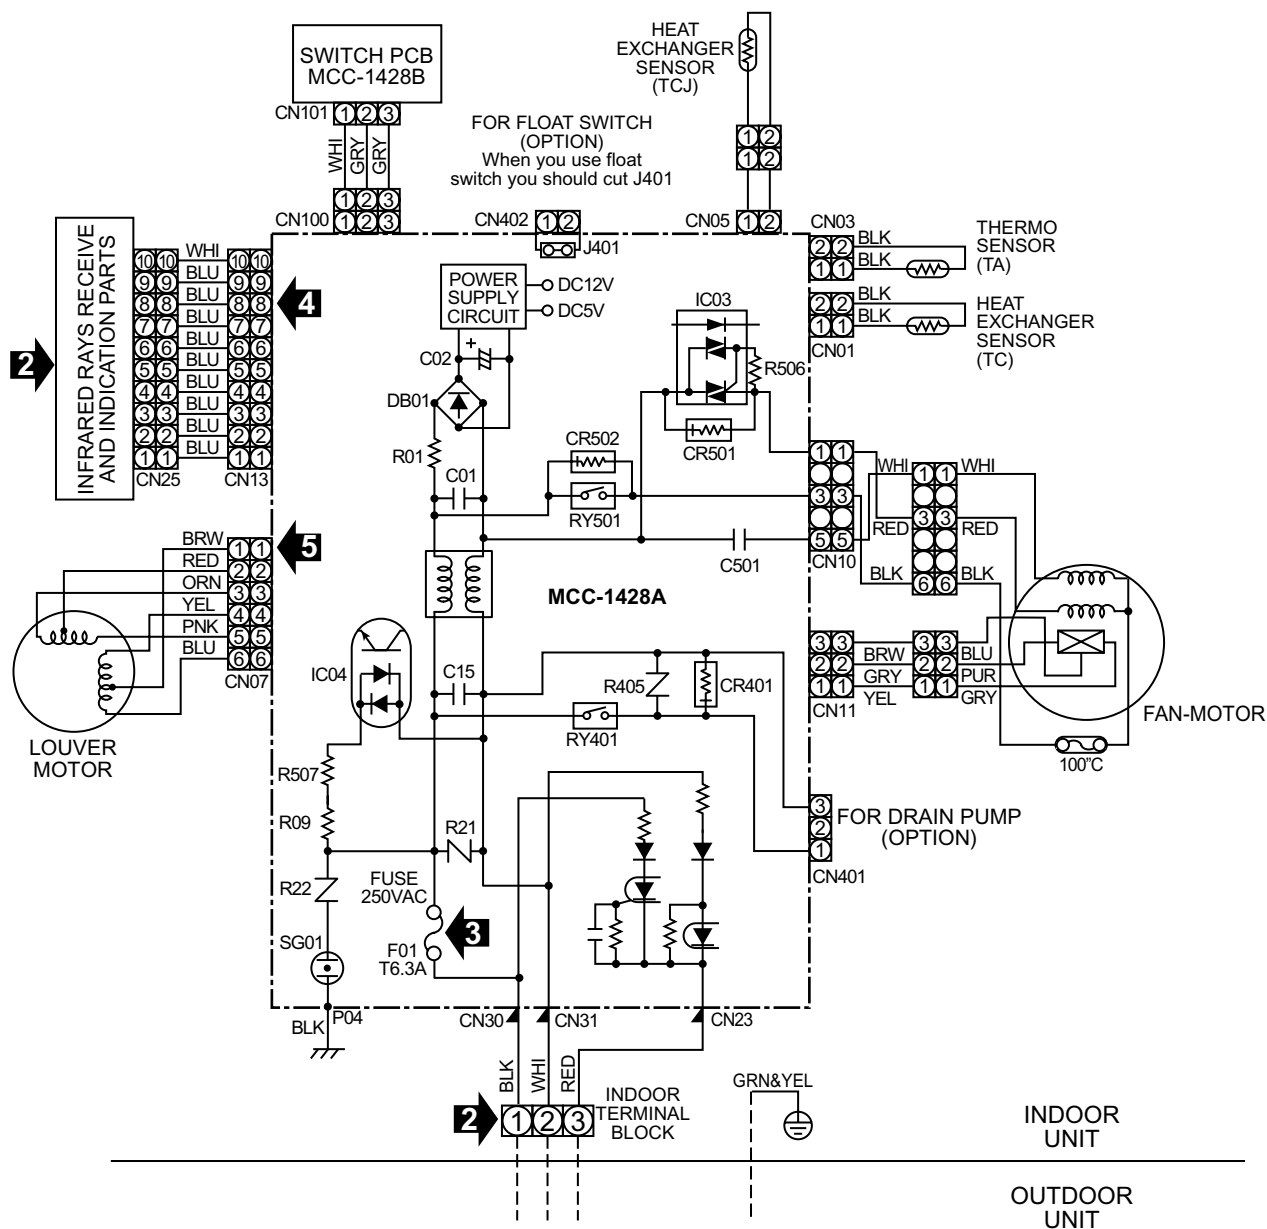 HEAT
EXCHANGER
SENSOR
(TCJ)
SWITCH PCB
MCC-1428B
CN101 1 2 3
WHI
GRY
GRY
FOR FLOAT SWITCH
(OPTION)
When you use float
switch you should cut J401
1 2
1 2
1 2 3
CN100 1 2 3
CN402 1 2
J401
CN05 1 2
CN03
2 2 BLK
1 1 BLK
THERMO
SENSOR
(TA)
2 2 BLK
1 1 BLK
CN01
HEAT
EXCHANGER
SENSOR
(TC)
INFRARED RAYS RECEIVE
AND INDICATION PARTS
2
10 10 WHI 10 10
9 9 BLU 9 9
8 8 BLU 8 8
7 7 BLU 7 7
6 6 BLU 6 6
5 5 BLU 5 5
4 4 BLU 4 4
3 3 BLU 3 3
2 2 BLU 2 2
1 1 BLU 1 1
CN25
CN13
4
POWER
SUPPLY
CIRCUIT
DC12V
DC5V
+
C02
DB01
R01
C01
IC03
R506
CR501
CR502
RY501
C501
1 1
3 3
5 5
CN10
WHI
RED
BLK
1 1
3 3
6 6
WHI
RED
BLK
MCC-1428A
5
BRW 1 1
RED 2 2
ORN 3 3
YEL 4 4
PNK 5 5
BLU 6 6
CN07
LOUVER
MOTOR
IC04
C15
R405
CR401
RY401
3 3
2 2
1 1
CN11
BRW
GRY
YEL
3 3
2 2
1 1
BLU
PUR
GRY
FAN-MOTOR
100"C
R507
R09
R21
R22
SG01
FUSE
250VAC
3
F01
T6.3A
3
2
1
CN401
FOR DRAIN PUMP
(OPTION)
P04
BLK
CN30
CN31
CN23
BLK
WHI
RED
2
1 2 3
INDOOR
TERMINAL
BLOCK
GRN&YEL
INDOOR
UNIT
OUTDOOR
UNIT